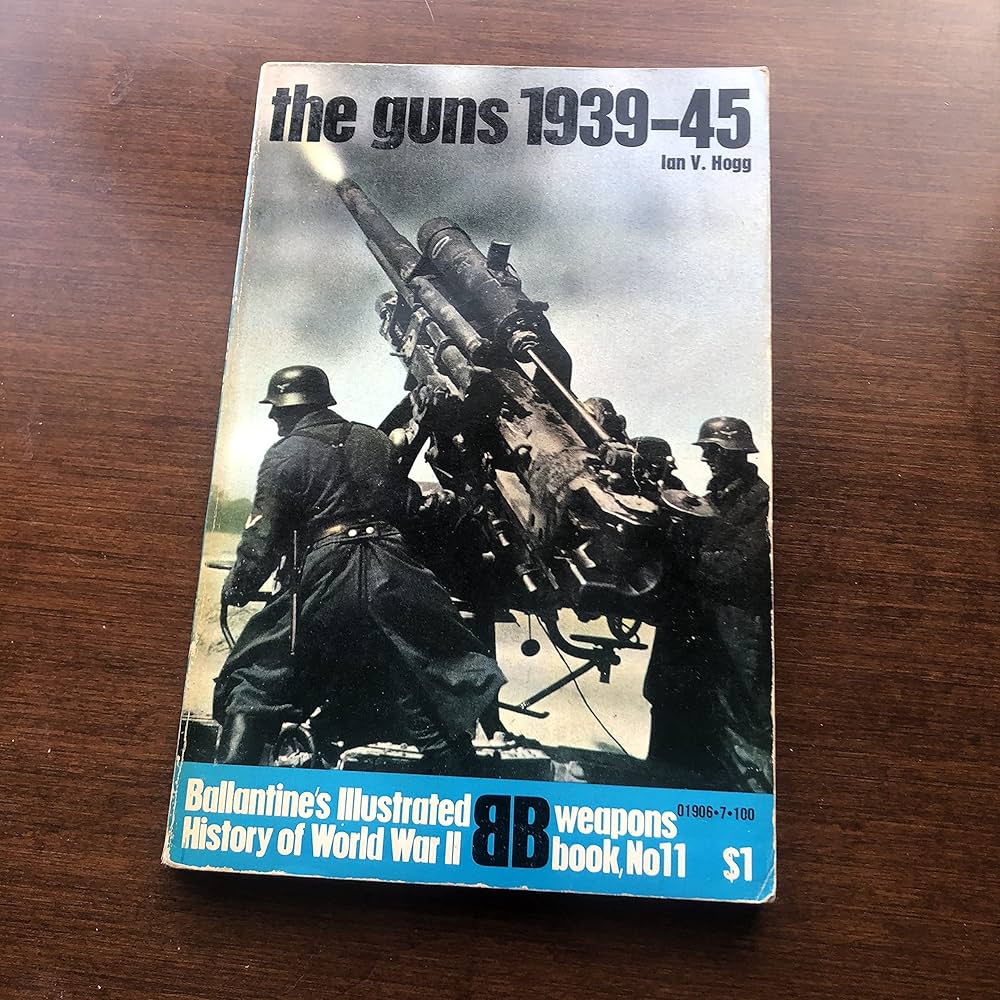 the guns 1939-45
Ian V. Hogg
Ballantine's Illustrated
History of World War II
BB
weapons
book, No11
01906•7•100
$1